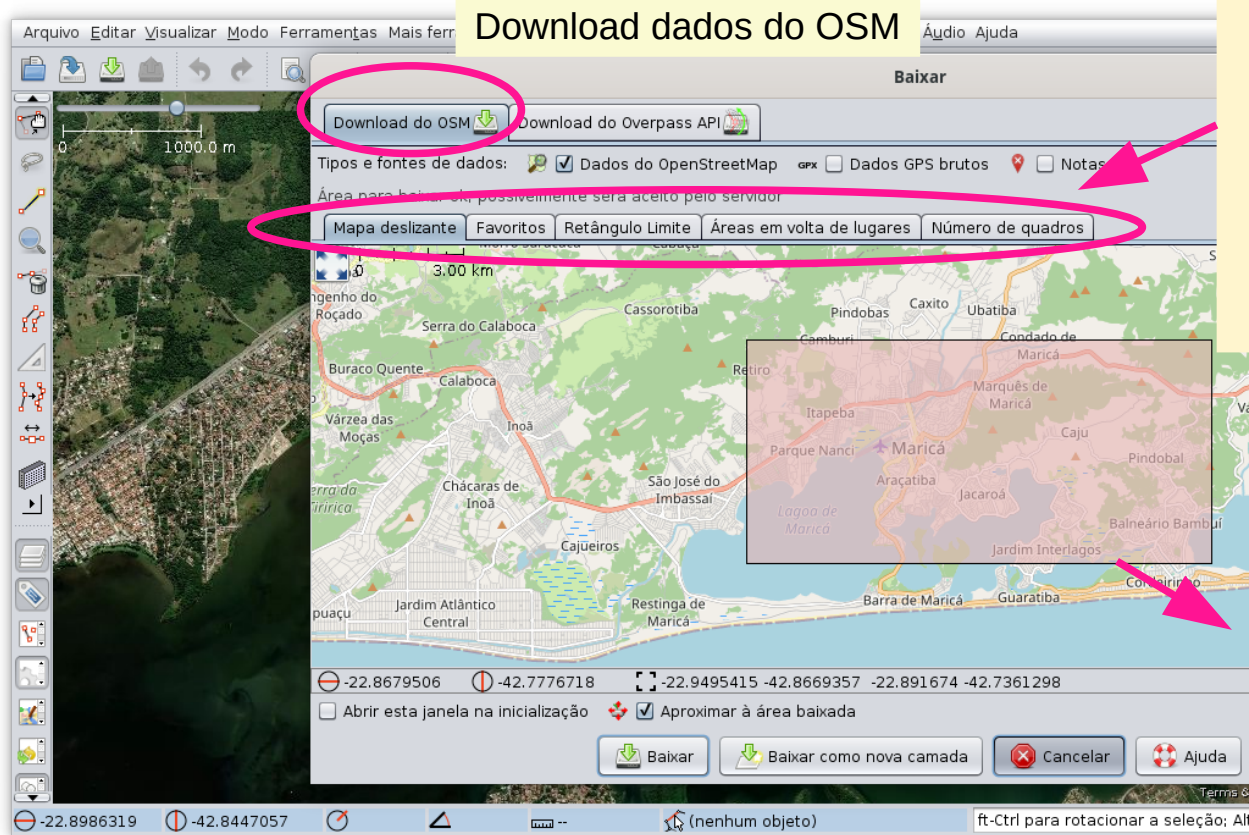 Download dados do OSM
Arquivo Editar Visualizar Modo Ferramentas Mais ferr
Áudio Ajuda
Baixar
Download do OSM
Download do Overpass API
Tipos e fontes de dados:
Dados do OpenStreetMap
GPX
Dados GPS brutos
Notas
Área para baixar ok, possivelmente será aceito pelo servidor
Mapa deslizante
Favoritos
Retângulo Limite
Áreas em volta de lugares
Número de quadros
0
1000.0 m
0
3.00 km
ngenho do
Roçado
Serra do Calaboca
Cassorotiba
Pindobas
Caxito
Ubatiba
Camburi
Condado de
Maricá
Buraco Quente
Calaboca
Retiro
Marquês de
Maricá
Várzea das
Moças
Inoã
Itapeba
Caju
Parque Nanci
Maricá
Pindobal
Chácaras de
Inoã
São José do
Imbassaí
Araçatiba
Jacaroá
Lagoa de
Maricá
Balneário Bambuí
Cajueiros
Jardim Interlagos
Cordeirinho
Jardim Atlântico
Central
Restinga de
Maricá
Barra de Maricá
Guaratiba
puaçu
-22.8679506
-42.7776718
-22.9495415 -42.8669357 -22.891674 -42.7361298
Abrir esta janela na inicialização
Aproximar à área baixada
Baixar
Baixar como nova camada
Cancelar
Ajuda
Terms &
-22.8986319
-42.8447057
--
(nenhum objeto)
ft-Ctrl para rotacionar a seleção; Alt